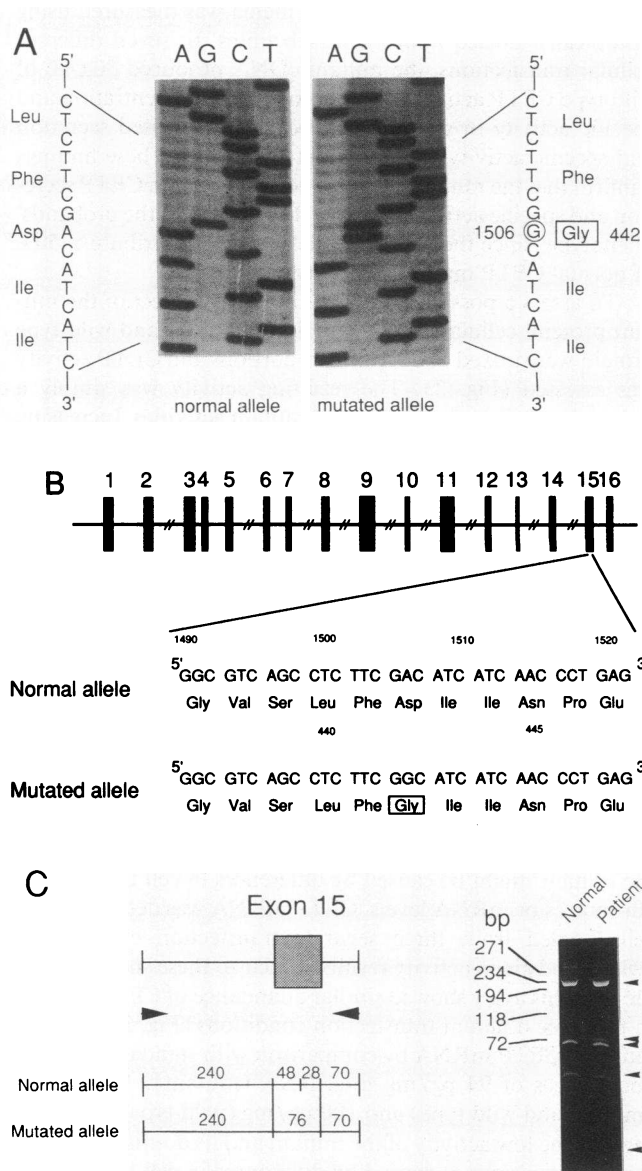 A
5'
C
T
C
T
T
C
G
A
C
A
T
C
A
T
C
3'
Leu
Phe
Asp
Ile
Ile
A G C T
normal allele
A G C T
mutated allele
5'
C
T
C
T
T
C
G
G
C
A
T
C
A
T
C
3'
Leu
Phe
1506 Gly 442
Ile
Ile
B
1 2 3 4 5 6 7 8 9 10 11 12 13 14 15 16
1490 1500 1510 1520
Normal allele 5' GGC GTC AGC CTC TTC GAC ATC ATC AAC CCT GAG 3'
Gly Val Ser Leu Phe Asp Ile Ile Asn Pro Glu
440 445
Mutated allele 5' GGC GTC AGC CTC TTC GGC ATC ATC AAC CCT GAG 3'
Gly Val Ser Leu Phe Gly Ile Ile Asn Pro Glu
C
Exon 15
Normal allele 240 48 28 70
Mutated allele 240 76 70
bp
Normal
Patient
271
234
194
118
72